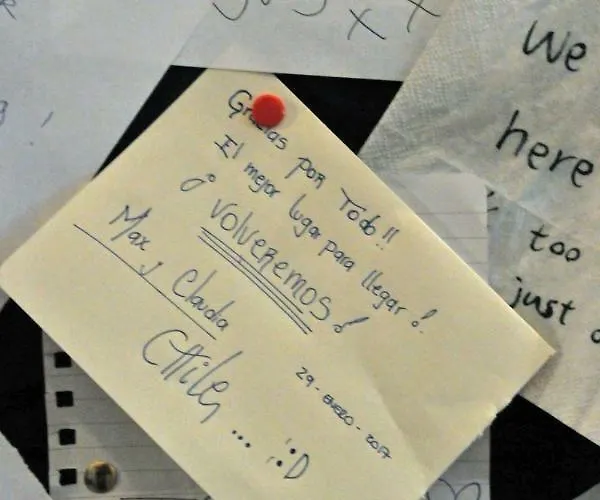 Gracias por Todo!!
El mejor lugar para llegar!.
¡Volveremos!
Max y Claudia
CHILE
.... ¡:D
29 - ENERO - 2017
We
here
too
just